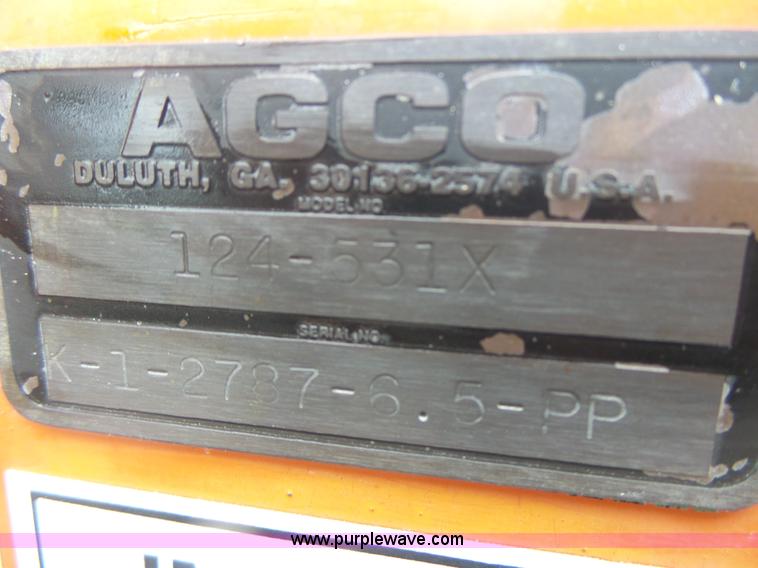 AGCO
DULUTH, GA. 30136-2574 U.S.A.
MODEL NO
124-531X
SERIAL NO.
K-1-2787-6.5-PP
www.purplewave.com